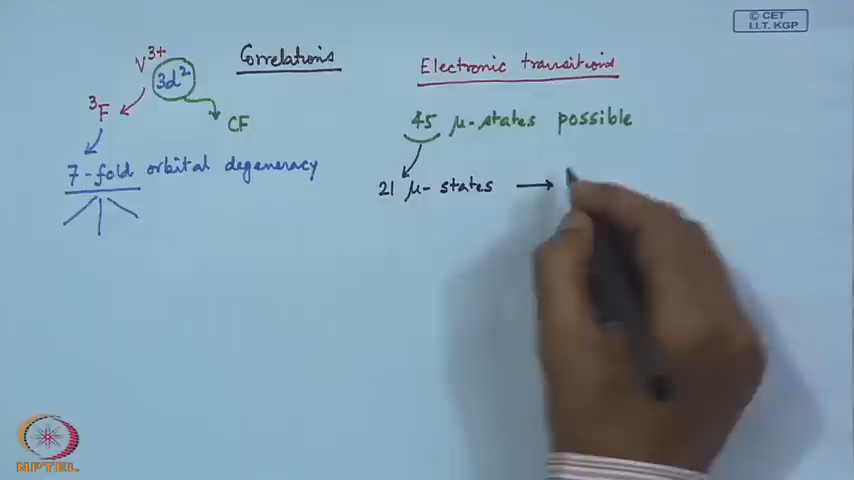 © CET
I.I.T. KGP
V3+
3d2
Correlations
3F
CF
7-fold orbital degeneracy
Electronic transitions
45 μ-states possible
21 μ-states →
NPTEL